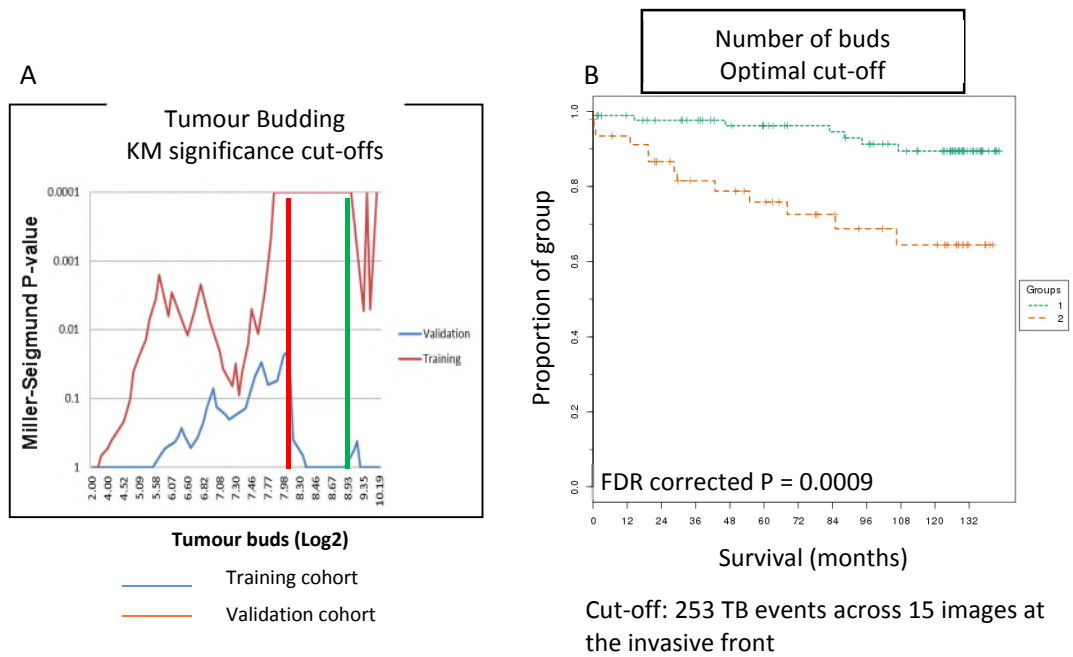 A
Tumour Budding
KM significance cut-offs
Miller-Seigmund P-value
0.0001
0.001
0.01
0.1
1
2.00 4.00 4.52 5.09 5.58 6.07 6.60 6.82 7.08 7.30 7.46 7.77 7.98 8.30 8.46 8.67 8.93 9.35 10.19
Validation
Training
Tumour buds (Log2)
Training cohort
Validation cohort
B
Number of buds
Optimal cut-off
Proportion of group
1.0
0.8
0.6
0.4
0.2
0.0
FDR corrected P = 0.0009
0 12 24 36 48 60 72 84 96 108 120 132
Survival (months)
Groups
1
2
Cut-off: 253 TB events across 15 images at
the invasive front